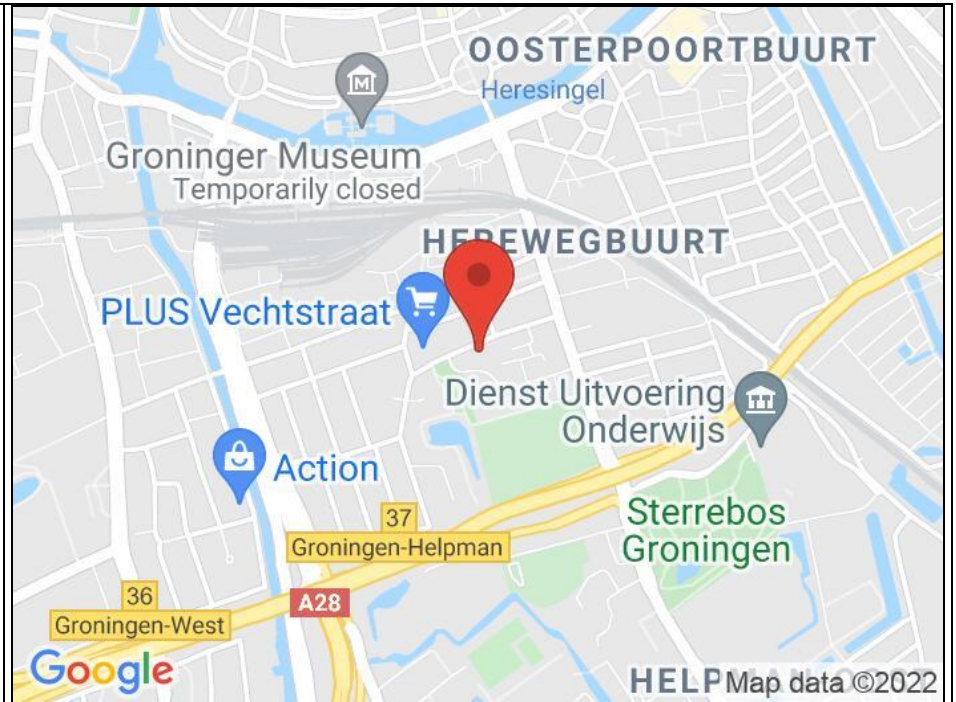 OOSTERPOORTBUURT
Heresingel
Groninger Museum
Temporarily closed
HEREWEGBUURT
PLUS Vechtstraat
Dienst Uitvoering
Onderwijs
Action
37
Groningen-Helpman
Sterrebos
Groningen
36
Groningen-West
A28
Google
Map data ©2022